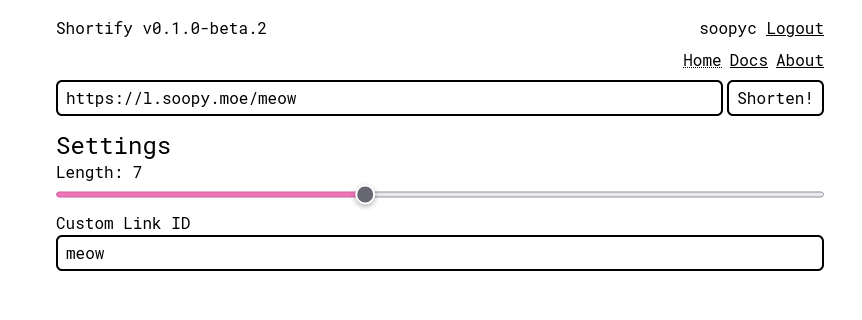 Shortify v0.1.0-beta.2
soopyc Logout
Home Docs About
https://l.soopy.moe/meow Shorten!
Settings
Length: 7
Custom Link ID
meow